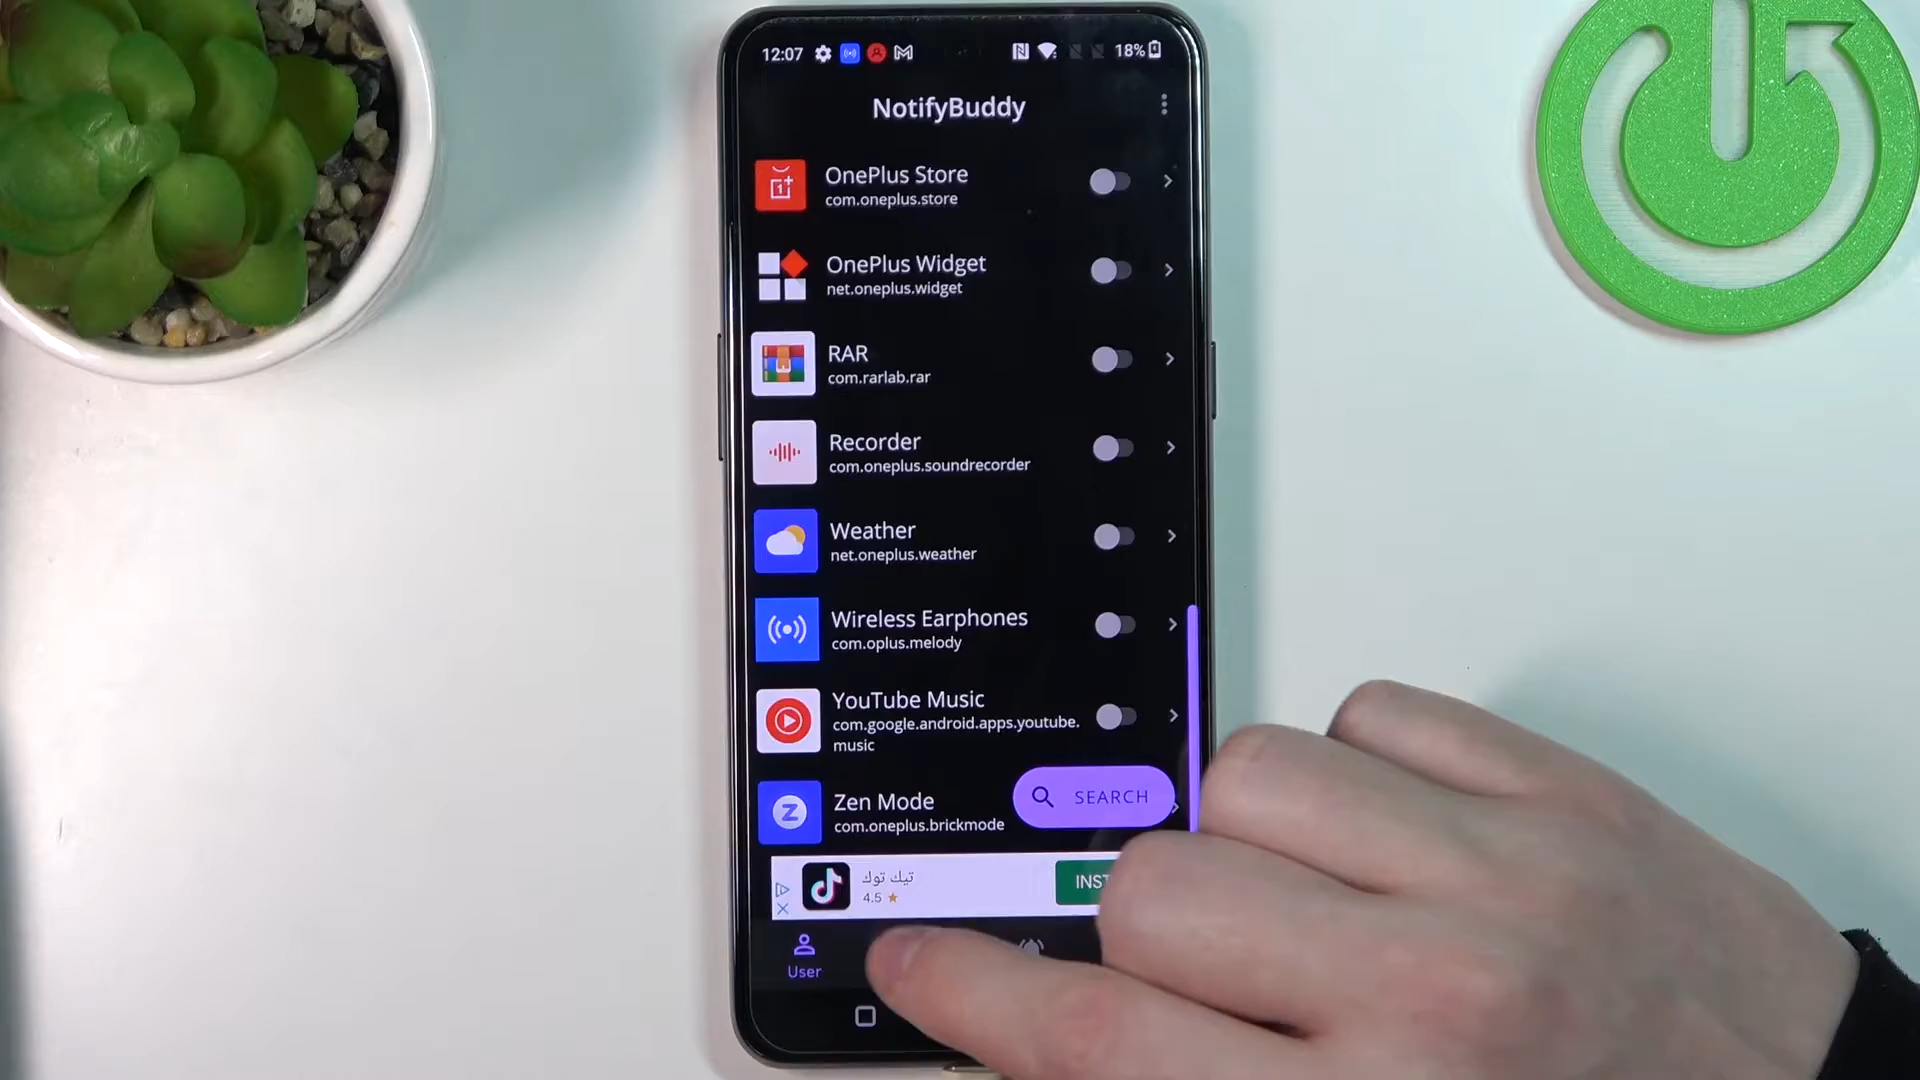 12:07
18%
NotifyBuddy
OnePlus Store
com.oneplus.store
OnePlus Widget
net.oneplus.widget
RAR
com.rarlab.rar
Recorder
com.oneplus.soundrecorder
Weather
net.oneplus.weather
Wireless Earphones
com.oplus.melody
YouTube Music
com.google.android.apps.youtube.
music
Zen Mode
com.oneplus.brickmode
SEARCH
تيك توك
4.5 ★
INST
User